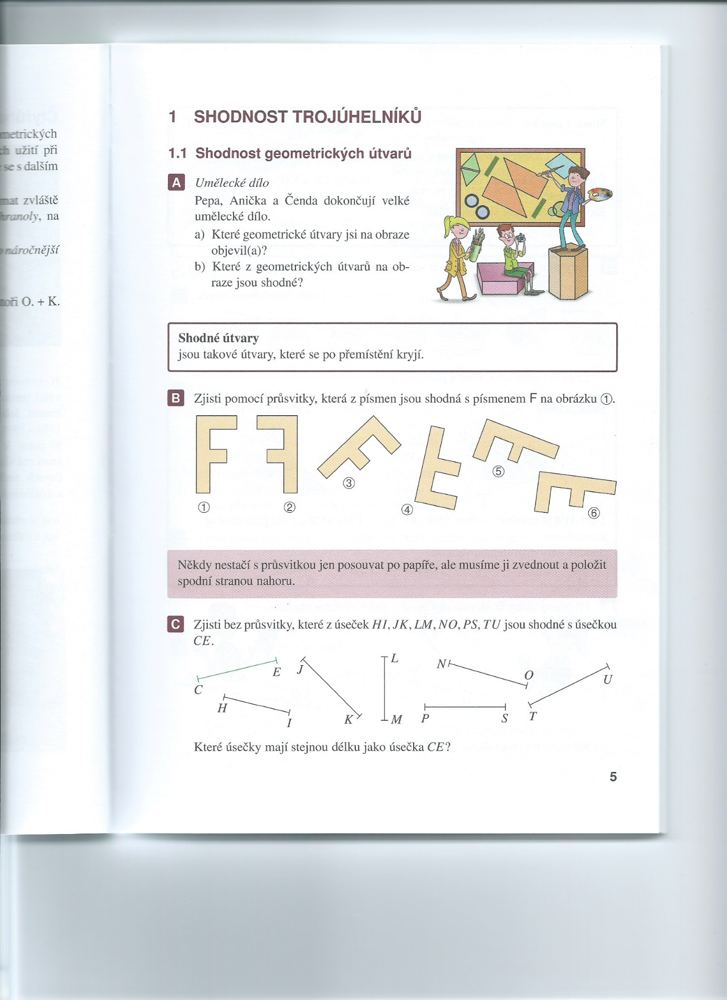 metrických
užití při
se s dalším
mat zvláště
hranoly, na
náročnější
O. + K.
1 SHODNOST TROJÚHELNÍKŮ
1.1 Shodnost geometrických útvarů
A Umělecké dílo
Pepa, Anička a Čenda dokončují velké
umělecké dílo.
a) Které geometrické útvary jsi na obraze
objevil(a)?
b) Které z geometrických útvarů na ob-
raze jsou shodné?
Shodné útvary
jsou takové útvary, které se po přemístění kryjí.
B Zjisti pomocí průsvitky, která z písmen jsou shodná s písmenem F na obrázku ①.
① ② ③ ④ ⑤ ⑥
Někdy nestačí s průsvitkou jen posouvat po papíře, ale musíme ji zvednout a položit
spodní stranou nahoru.
C Zjisti bez průsvitky, které z úseček HI, JK, LM, NO, PS, TU jsou shodné s úsečkou
CE.
C E H I J K L M N O P S T U
Které úsečky mají stejnou délku jako úsečka CE?
5